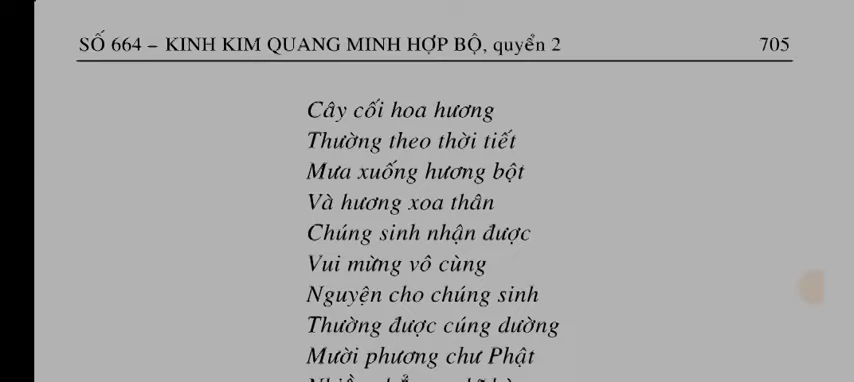 SỐ 664 – KINH KIM QUANG MINH HỢP BỘ, quyển 2 705
Cây cối hoa hương
Thường theo thời tiết
Mưa xuống hương bột
Và hương xoa thân
Chúng sinh nhận được
Vui mừng vô cùng
Nguyện cho chúng sinh
Thường được cúng dường
Mười phương chư Phật